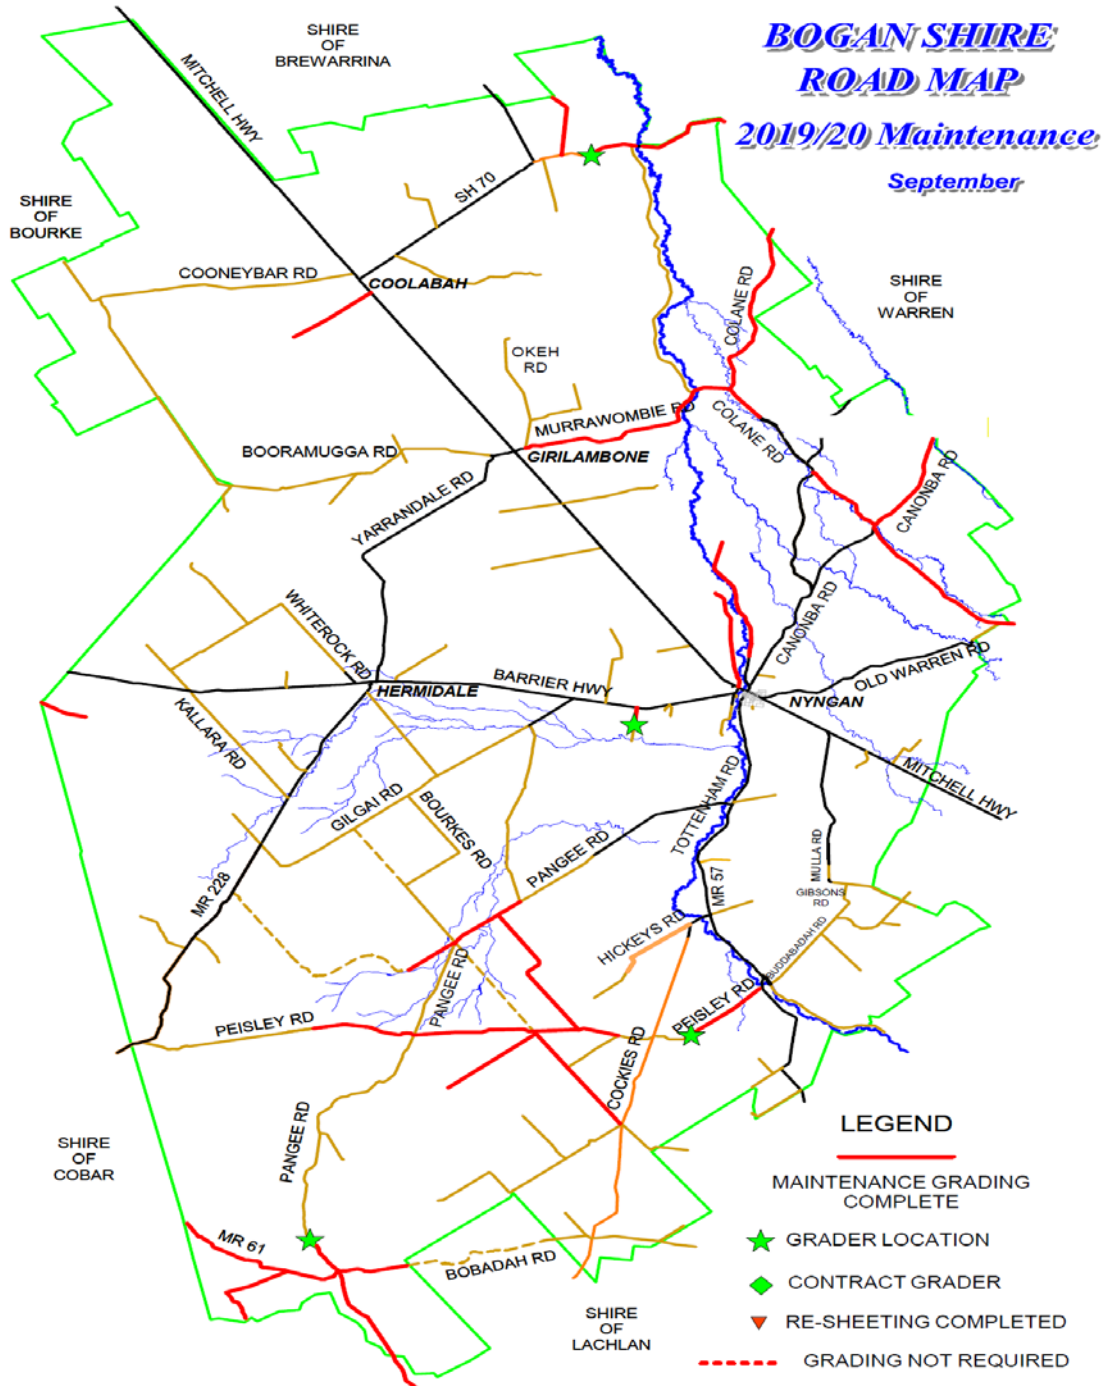 BOGAN SHIRE
ROAD MAP
2019/20 Maintenance
September
SHIRE
OF
BREWARRINA
MITCHELL HWY
SH 70
SHIRE
OF
BOURKE
COONEYBAR RD
COOLABAH
SHIRE
OF
WARREN
COLANE RD
OKEH
RD
MURRAWOMBIE RD
COLANE RD
BOORAMUGGA RD
GIRILAMBONE
YARRANDALE RD
CANONBA RD
CANONBA RD
WHITEROCK RD
OLD WARREN RD
BARRIER HWY
HERMIDALE
NYNGAN
KALLARA RD
MITCHELL HWY
TOTTENHAM RD
GILGAI RD
BOURKES RD
PANGEE RD
MULLA RD
MR 57
GIBSONS
RD
MR 228
HICKEYS RD
BUDDABADAH RD
PANGEE RD
PEISLEY RD
PEISLEY RD
COCKIES RD
PANGEE RD
SHIRE
OF
COBAR
MR 61
BOBADAH RD
SHIRE
OF
LACHLAN
LEGEND
MAINTENANCE GRADING
COMPLETE
GRADER LOCATION
CONTRACT GRADER
RE-SHEETING COMPLETED
GRADING NOT REQUIRED